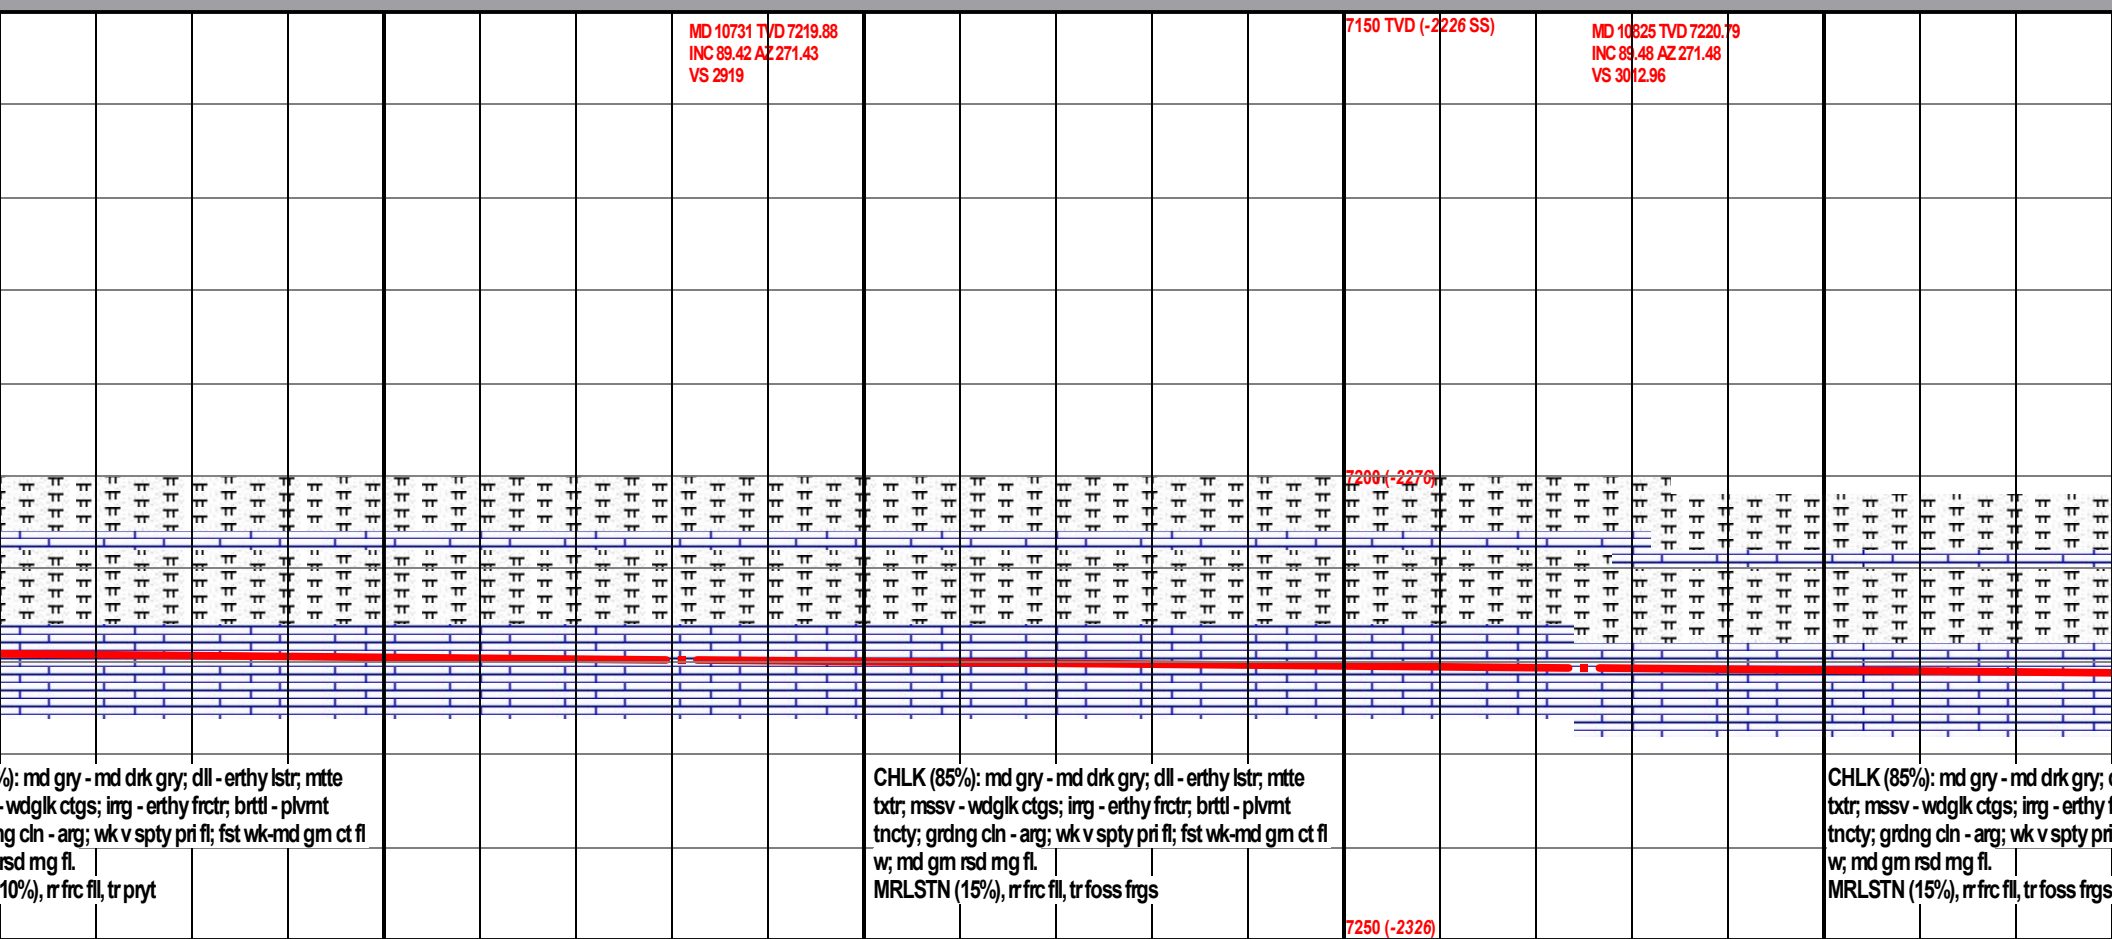 MD 10731 TVD 7219.88
INC 89.42 AZ 271.43
VS 2919
7150 TVD (-2226 SS)
MD 10825 TVD 7220.79
INC 89.48 AZ 271.48
VS 3012.96
7200 (-2276)
%): md gry - md drk gry; dll - erthy lstr; mtte
- wdglk ctgs; irrg - erthy frctr; brttl - plvrnt
ng cln - arg; wk v spty pri fl; fst wk-md grn ct fl
rsd rng fl.
10%), rr frc fll, tr pryt
CHLK (85%): md gry - md drk gry; dll - erthy lstr; mtte
txtr; mssv - wdglk ctgs; irrg - erthy frctr; brttl - plvrnt
tncty; grdng cln - arg; wk v spty pri fl; fst wk-md grn ct fl
w; md grn rsd rng fl.
MRLSTN (15%), rr frc fll, tr foss frgs
CHLK (85%): md gry - md drk gry; d
txtr; mssv - wdglk ctgs; irrg - erthy f
tncty; grdng cln - arg; wk v spty pri
w; md grn rsd rng fl.
MRLSTN (15%), rr frc fll, tr foss frgs
7250 (-2326)